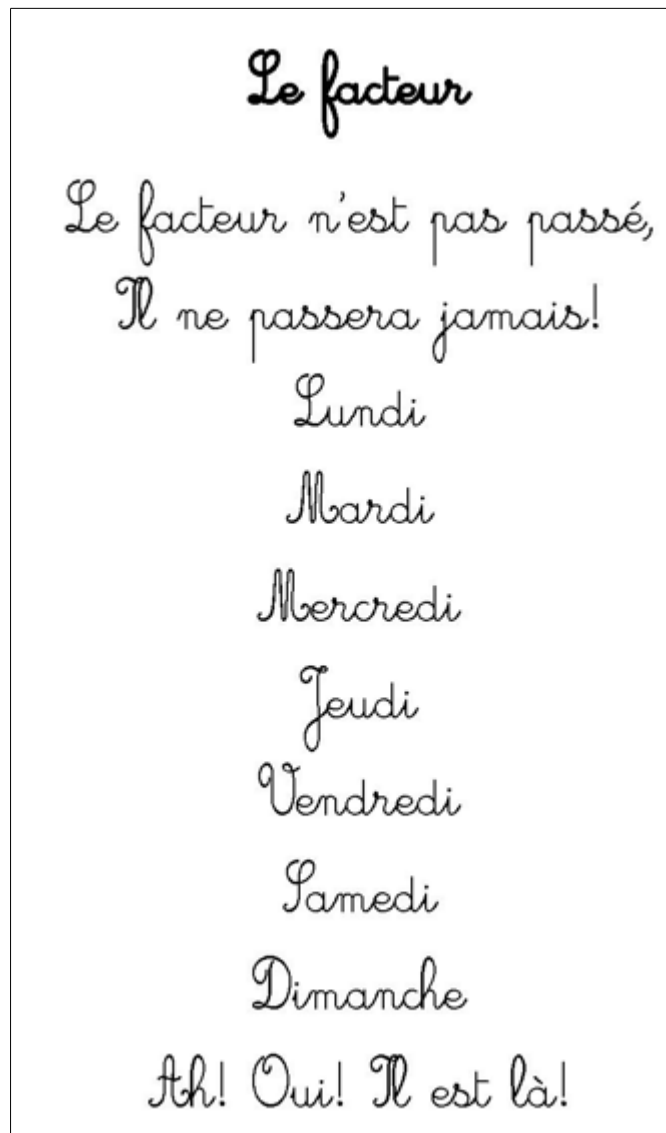 Le facteur
Le facteur n'est pas passé,
Il ne passera jamais!
Lundi
Mardi
Mercredi
Jeudi
Vendredi
Samedi
Dimanche
Ah! Oui! Il est là!